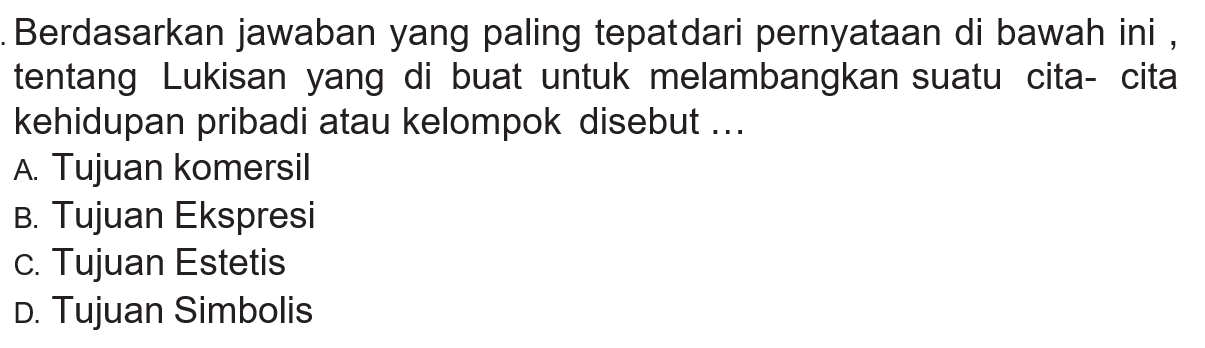 . Berdasarkan jawaban yang paling tepatdari pernyataan di bawah ini ,
tentang Lukisan yang di buat untuk melambangkan suatu cita- cita
kehidupan pribadi atau kelompok disebut ...
A. Tujuan komersil
B. Tujuan Ekspresi
C. Tujuan Estetis
D. Tujuan Simbolis